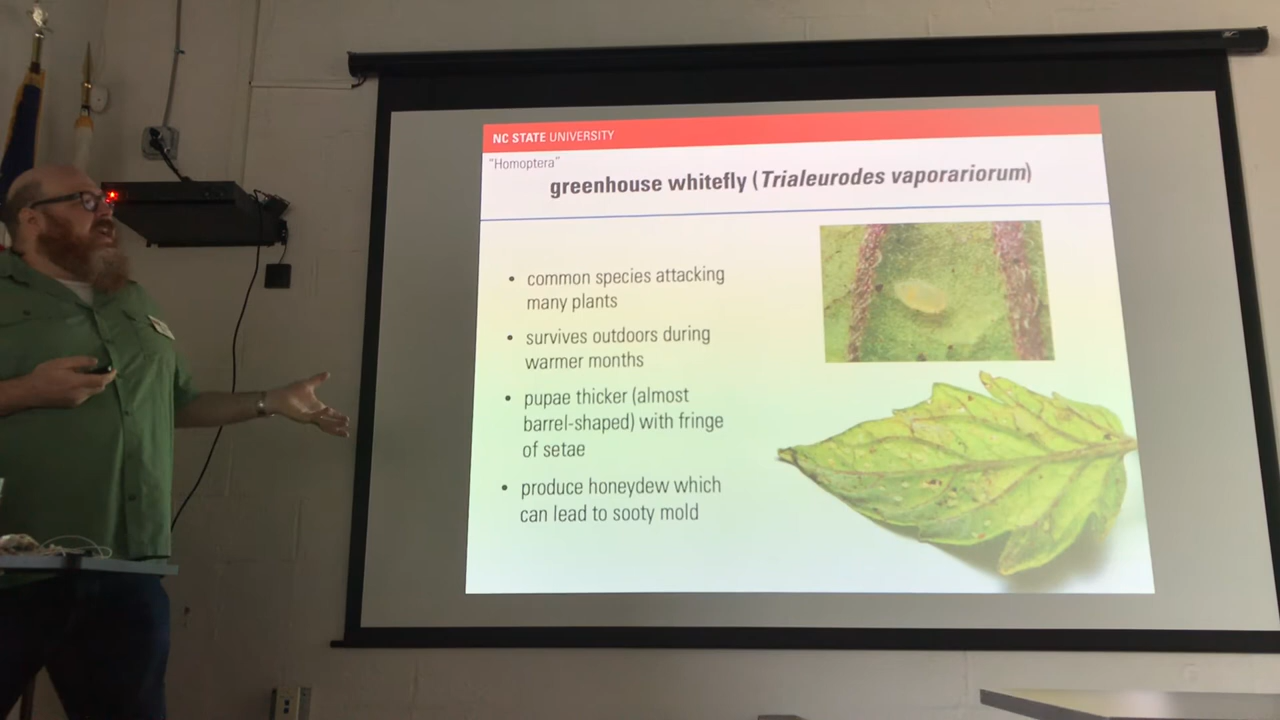 NC STATE UNIVERSITY
"Homoptera"
greenhouse whitefly (Trialeurodes vaporariorum)
• common species attacking
many plants
• survives outdoors during
warmer months
• pupae thicker (almost
barrel-shaped) with fringe
of setae
• produce honeydew which
can lead to sooty mold